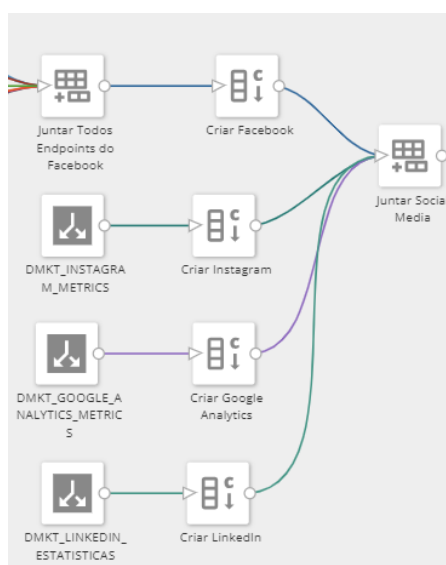 Juntar Todos
Endpoints do
Facebook
Criar Facebook
Juntar Socia
Media
DMKT_INSTAGRA
M_METRICS
Criar Instagram
DMKT_GOOGLE_A
NALYTICS_METRIC
S
Criar Google
Analytics
DMKT_LINKEDIN_
ESTATISTICAS
Criar LinkedIn